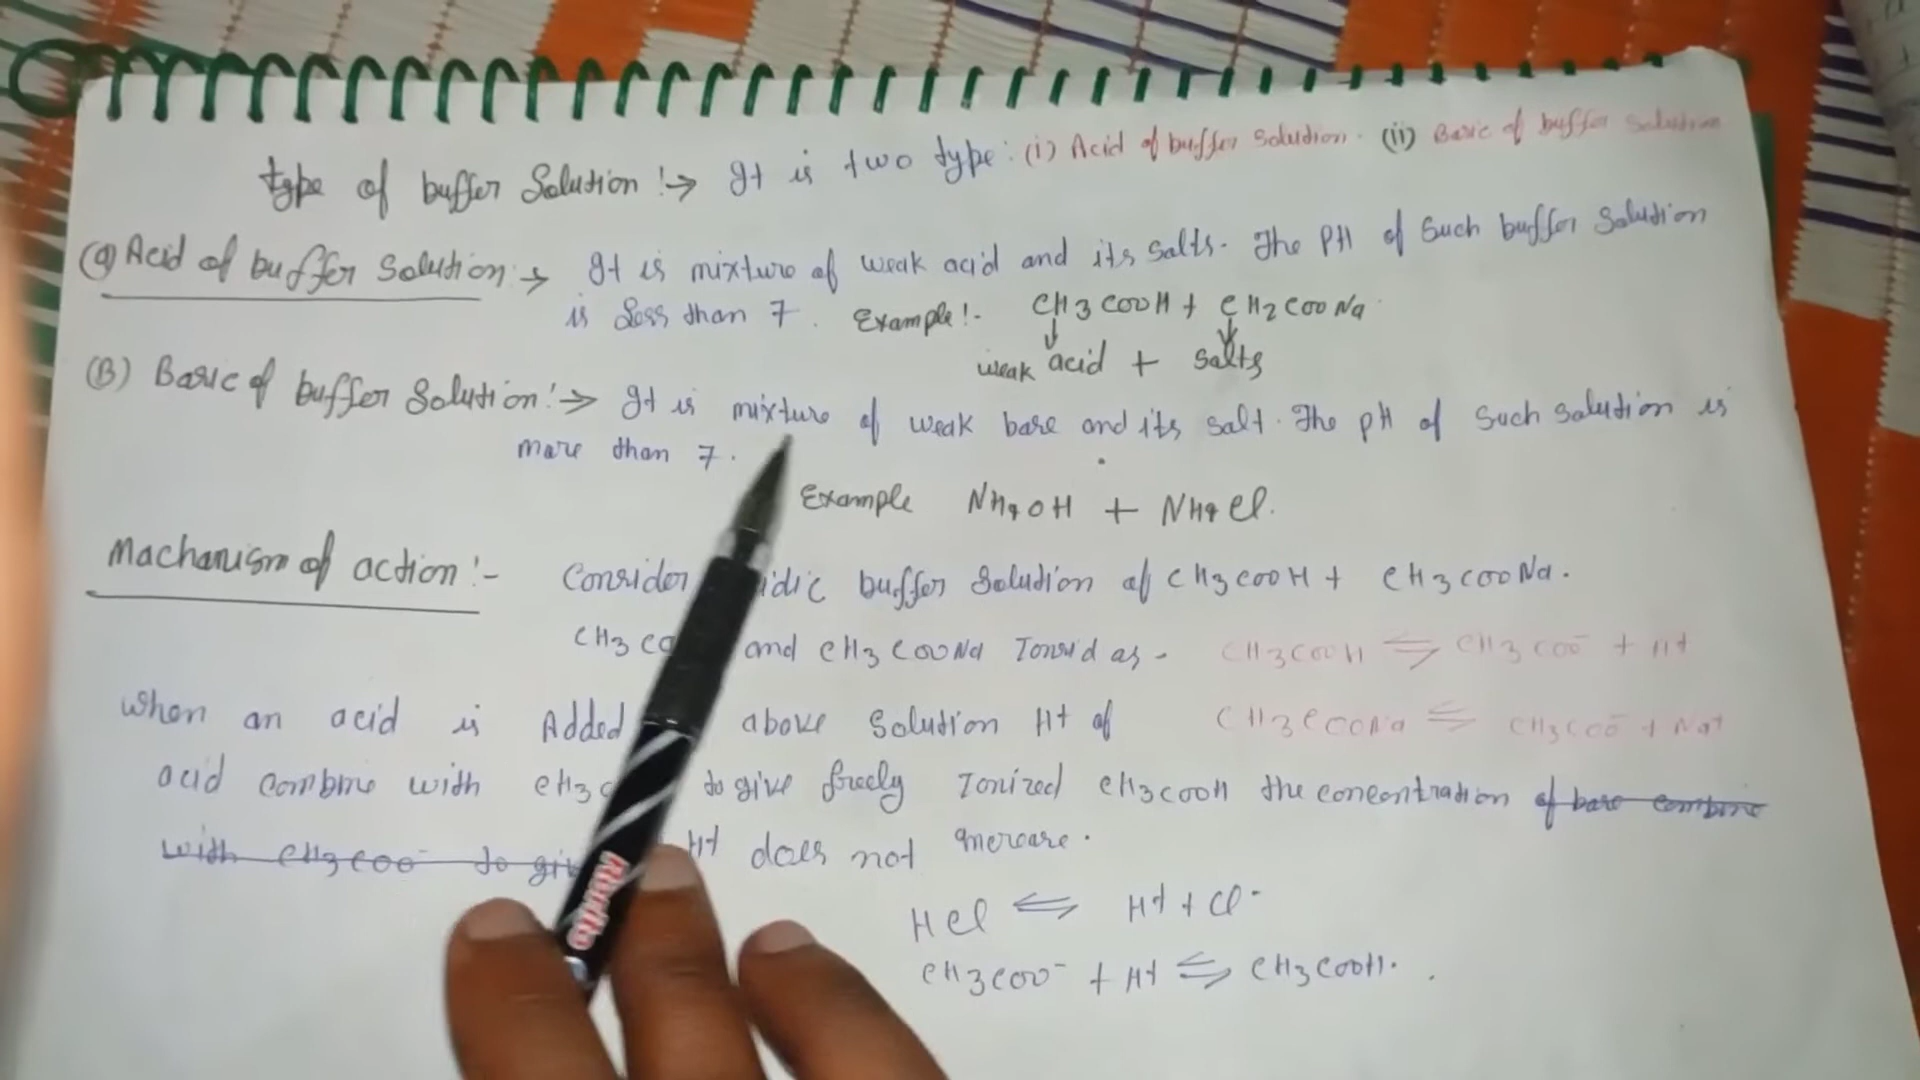 type of buffer Solution :→ It is two type : (i) Acid of buffer Solution. (ii) Basic of buffer Solution
(a) Acid of buffer Solution :→ It is mixture of weak acid and its Salts. The PH of Such buffer Solution
is Less than 7. Example :- CH3COOH + CH2COONa
↓ ↓
weak acid + Salts
(B) Basic of buffer Solution :→ It is mixture of weak base and its salt. The pH of Such Solution is
more than 7.
Example NH4OH + NH4Cl.
Machanism of action :- Consider idic buffer Solution of CH3COOH + CH3COONa.
CH3 and CH3COONa as - CH3COOH ⇌ CH3COO- + H+
When an acid is Added above Solution H+ of CH3COONa ⇌ CH3COO- + Na+
acid combine with CH3 to give freely Ionized CH3COOH the concentration of base combine
with CH3COO- to H+ does not increase.
HCl ⇌ H+ + Cl-
CH3COO- + H+ ⇌ CH3COOH.
Rorito